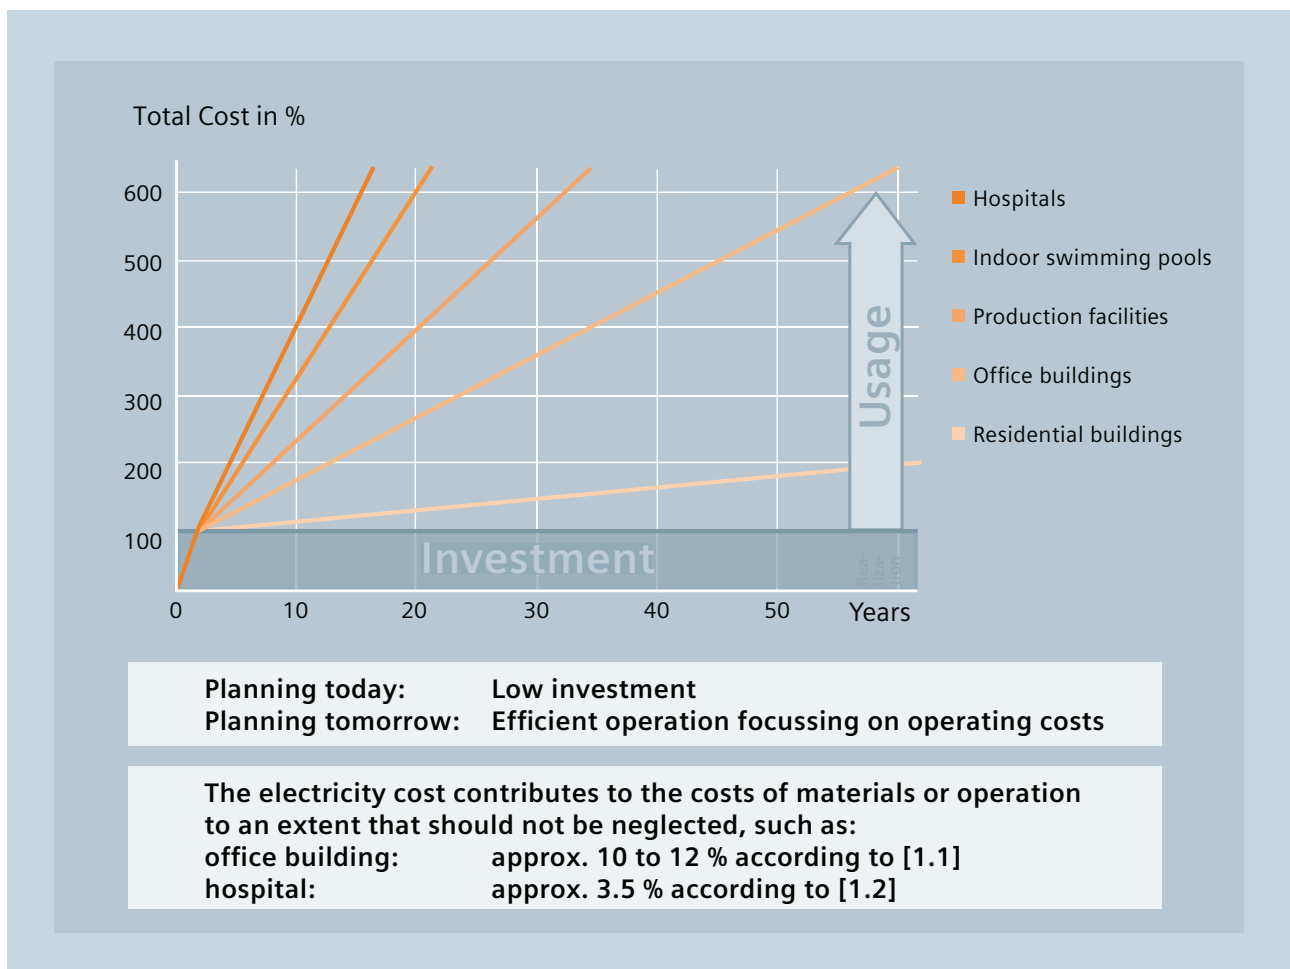 Total Cost in %
600
500
400
300
200
100
0
10
20
30
40
50
Years
Investment
Usage
Rea-
liza-
tion
Hospitals
Indoor swimming pools
Production facilities
Office buildings
Residential buildings
Planning today: Low investment
Planning tomorrow: Efficient operation focussing on operating costs
The electricity cost contributes to the costs of materials or operation
to an extent that should not be neglected, such as:
office building: approx. 10 to 12 % according to [1.1]
hospital: approx. 3.5 % according to [1.2]